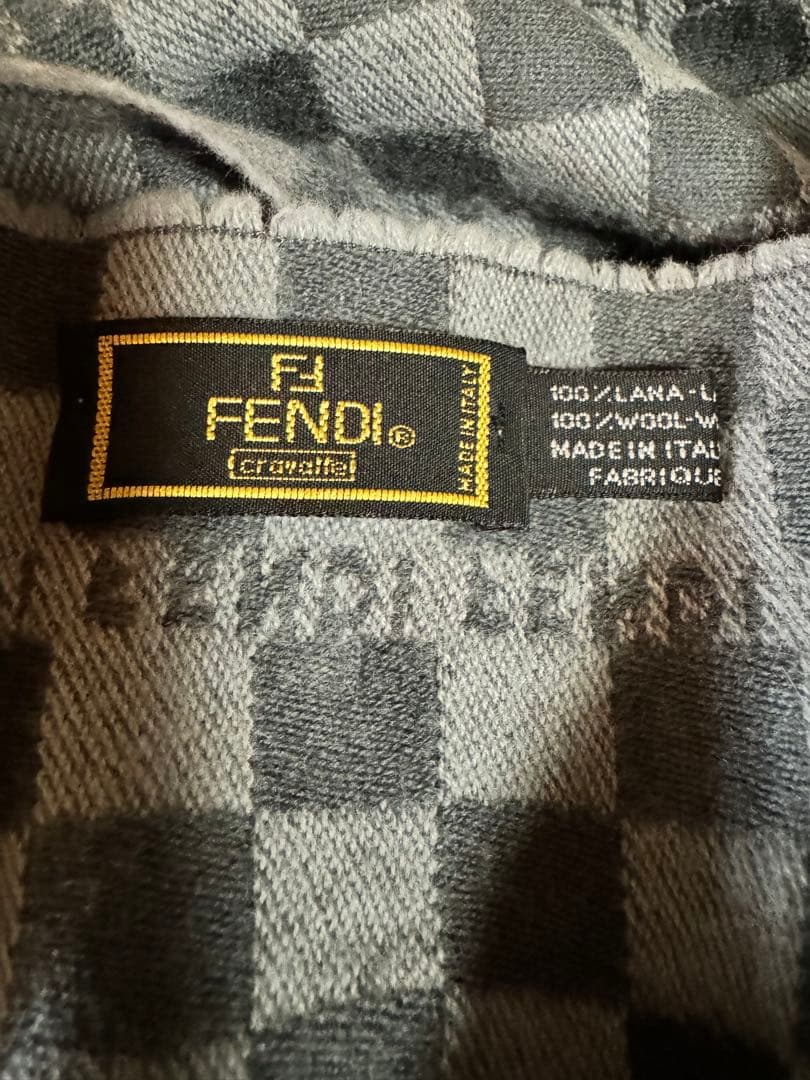 FF
FENDI®
cravatte
MADE IN ITALY
100%LANA-
100%WOOL-W
MADE IN ITAL
FABRIQUE